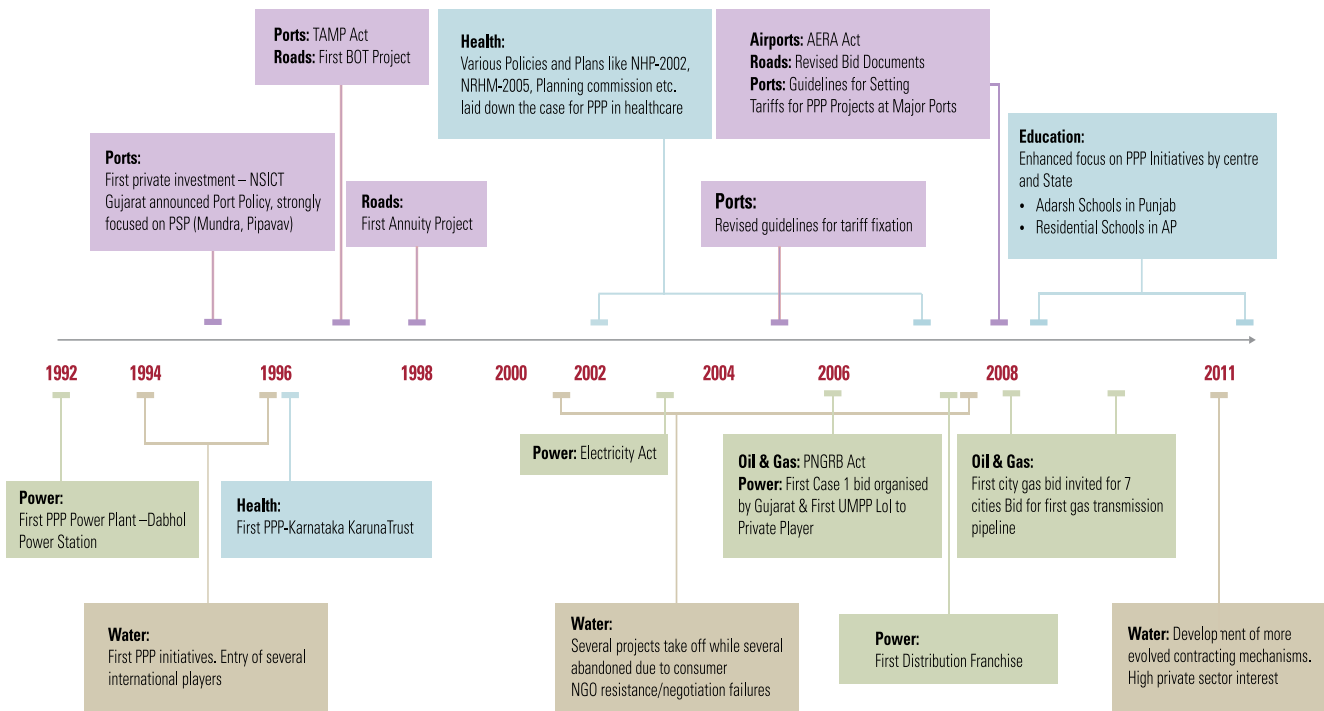 Ports: TAMP Act
Roads: First BOT Project
Health:
Various Policies and Plans like NHP-2002,
NRHM-2005, Planning commission etc.
laid down the case for PPP in healthcare
Airports: AERA Act
Roads: Revised Bid Documents
Ports: Guidelines for Setting
Tariffs for PPP Projects at Major Ports
Ports:
First private investment – NSICT
Gujarat announced Port Policy, strongly
focused on PSP (Mundra, Pipavav)
Roads:
First Annuity Project
Ports:
Revised guidelines for tariff fixation
Education:
Enhanced focus on PPP Initiatives by centre
and State
• Adarsh Schools in Punjab
• Residential Schools in AP
1992 1994 1996 1998 2000 2002 2004 2006 2008 2011
Power:
First PPP Power Plant –Dabhol
Power Station
Health:
First PPP-Karnataka KarunaTrust
Power: Electricity Act
Oil & Gas: PNGRB Act
Power: First Case 1 bid organised
by Gujarat & First UMPP LoI to
Private Player
Oil & Gas:
First city gas bid invited for 7
cities Bid for first gas transmission
pipeline
Water:
First PPP initiatives. Entry of several
international players
Water:
Several projects take off while several
abandoned due to consumer
NGO resistance/negotiation failures
Power:
First Distribution Franchise
Water: Development of more
evolved contracting mechanisms.
High private sector interest